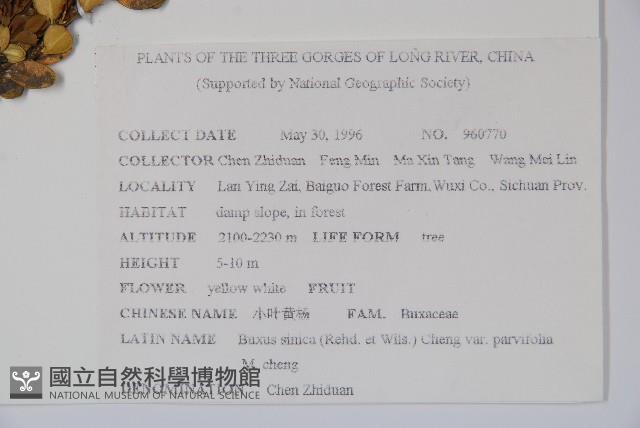 PLANTS OF THE THREE GORGES OF LONG RIVER, CHINA
(Supported by National Geographic Society)
COLLECT DATE May 30, 1996 NO. 960770
COLLECTOR Chen Zhiduan Feng Min Ma Xin Tang Wang Mei Lin
LOCALITY Lan Ying Zai, Baiguo Forest Farm, Wuxi Co., Sichuan Prov.
HABITAT damp slope, in forest
ALTITUDE 2100-2230 m LIFE FORM tree
HEIGHT 5-10 m
FLOWER yellow white FRUIT
CHINESE NAME 小叶黄杨 FAM. Buxaceae
LATIN NAME Buxus sinica (Rehd. et Wils.) Cheng var. parvifolia
M. cheng
DENOMINATION Chen Zhiduan
國立自然科學博物館
NATIONAL MUSEUM OF NATURAL SCIENCE